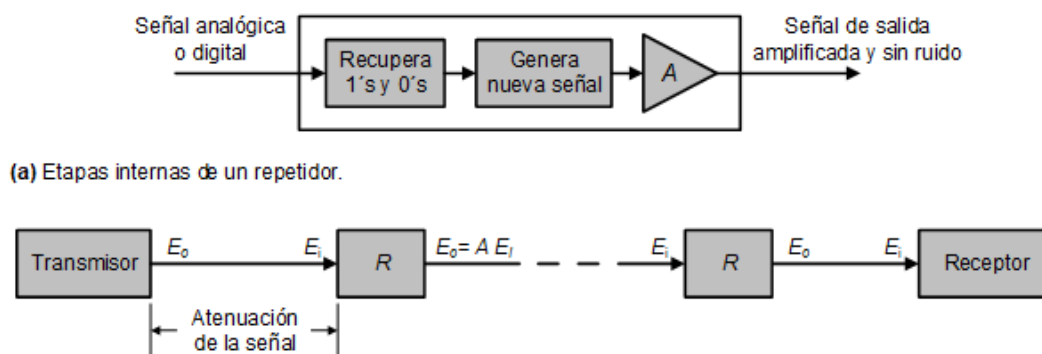 Señal analógica
o digital
Recupera
1´s y 0´s
Genera
nueva señal
A
Señal de salida
amplificada y sin ruido
(a) Etapas internas de un repetidor.
Transmisor
Eo
Ei
R
Eo= A EI
Ei
R
Eo
Ei
Receptor
Atenuación
de la señal